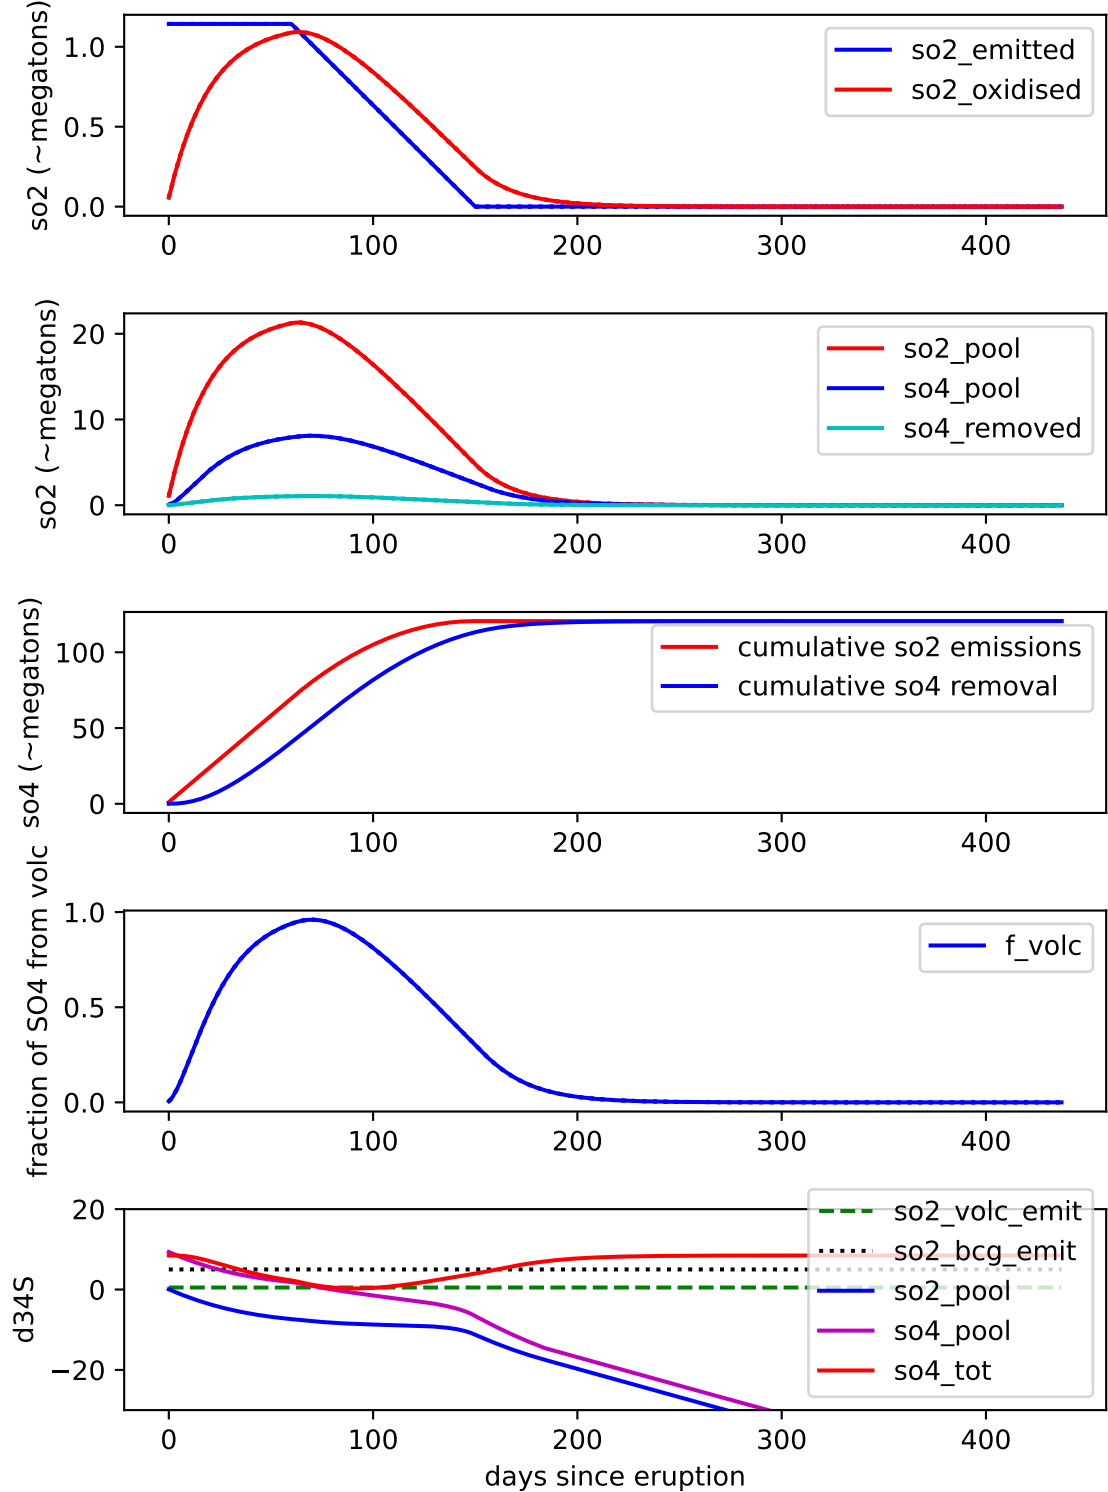 so2 (~megatons)
1.0
0.5
0.0
so2_emitted
so2_oxidised
0 100 200 300 400
so2 (~megatons)
20
10
0
so2_pool
so4_pool
so4_removed
0 100 200 300 400
so4 (~megatons)
100
50
0
cumulative so2 emissions
cumulative so4 removal
0 100 200 300 400
fraction of SO4 from volc
1.0
0.5
0.0
f_volc
0 100 200 300 400
d34S
20
0
−20
so2_volc_emit
so2_bcg_emit
so2_pool
so4_pool
so4_tot
0 100 200 300 400
days since eruption